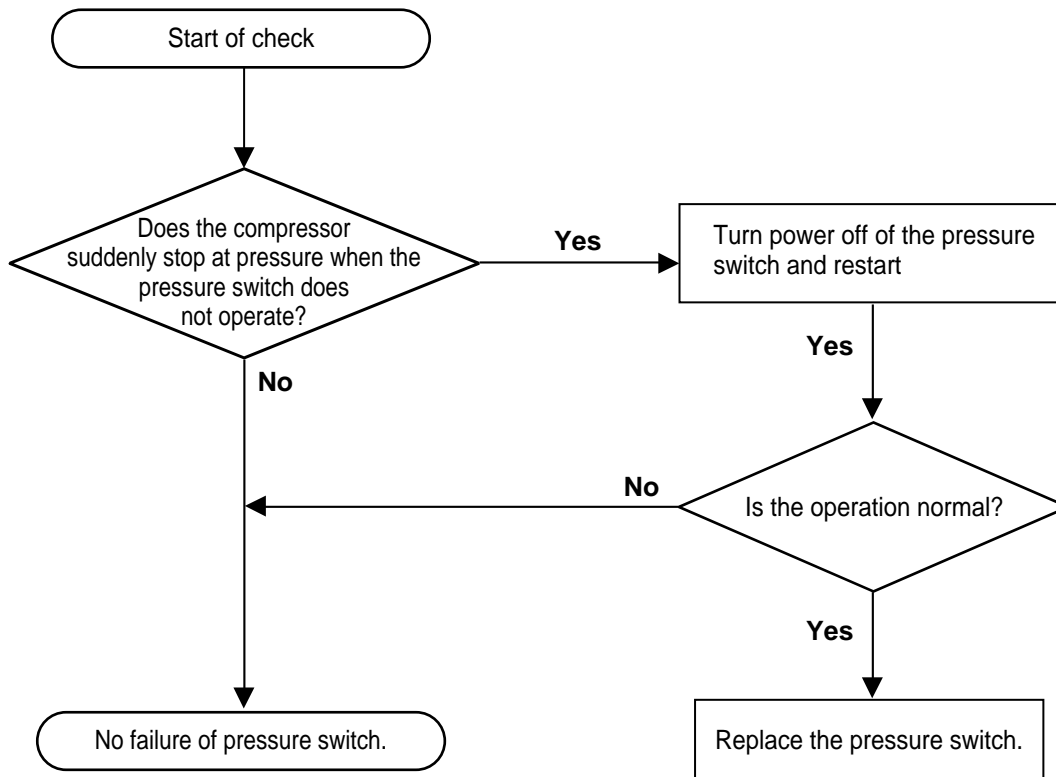 Start of check
Does the compressor
suddenly stop at pressure when the
pressure switch does
not operate?
Yes
Turn power off of the pressure
switch and restart
Yes
No
No
Is the operation normal?
Yes
No failure of pressure switch.
Replace the pressure switch.